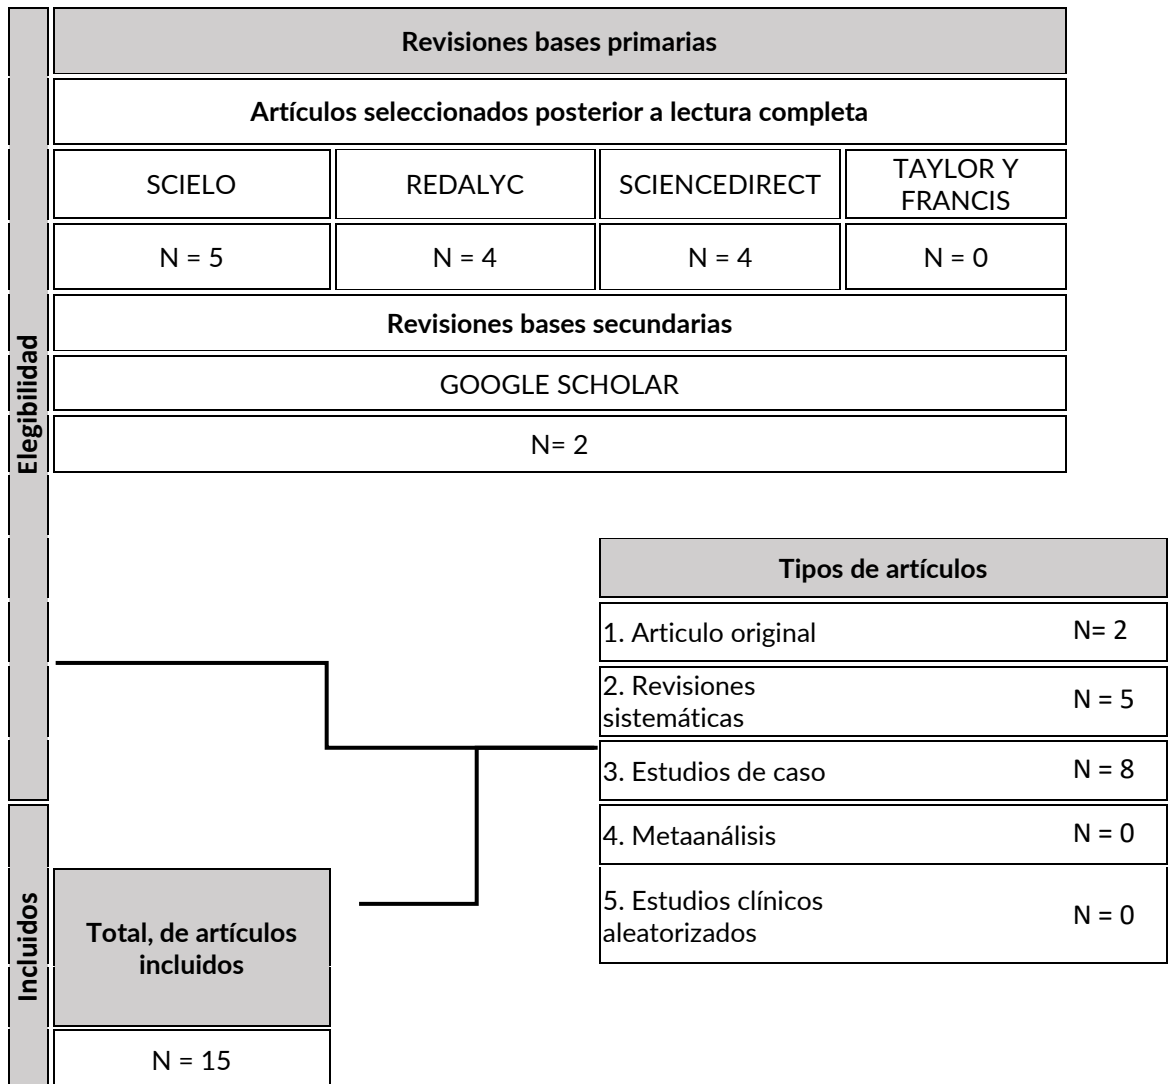 Elegibilidad
Revisiones bases primarias
Artículos seleccionados posterior a lectura completa
SCIELO
REDALYC
SCIENCEDIRECT
TAYLOR Y
FRANCIS
N = 5
N = 4
N = 4
N = 0
Revisiones bases secundarias
GOOGLE SCHOLAR
N= 2
Tipos de artículos
1. Articulo original
N= 2
2. Revisiones
sistemáticas
N = 5
3. Estudios de caso
N = 8
4. Metaanálisis
N = 0
5. Estudios clínicos
aleatorizados
N = 0
Incluidos
Total, de artículos
incluidos
N = 15